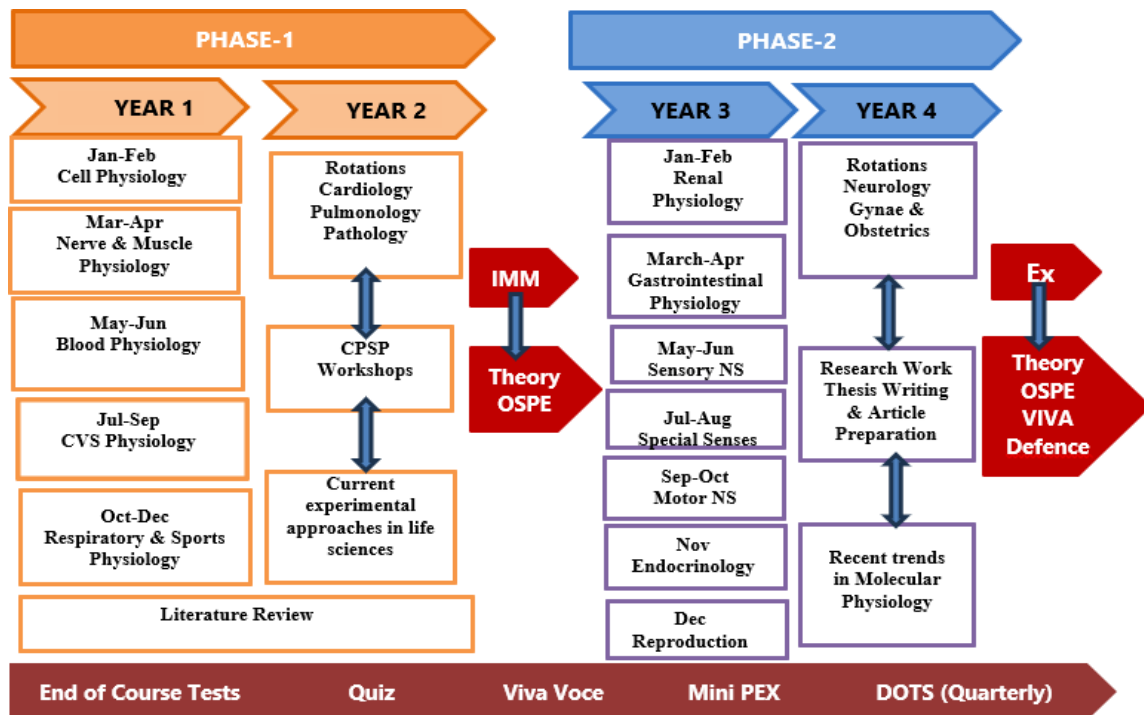 PHASE-1
PHASE-2
YEAR 1
YEAR 2
YEAR 3
YEAR 4
Jan-Feb
Cell Physiology
Mar-Apr
Nerve & Muscle
Physiology
May-Jun
Blood Physiology
Jul-Sep
CVS Physiology
Oct-Dec
Respiratory & Sports
Physiology
Rotations
Cardiology
Pulmonology
Pathology
CPSP
Workshops
Current
experimental
approaches in life
sciences
Literature Review
IMM
Theory
OSPE
Jan-Feb
Renal
Physiology
March-Apr
Gastrointestinal
Physiology
May-Jun
Sensory NS
Jul-Aug
Special Senses
Sep-Oct
Motor NS
Nov
Endocrinology
Dec
Reproduction
Rotations
Neurology
Gynae &
Obstetrics
Research Work
Thesis Writing
& Article
Preparation
Recent trends
in Molecular
Physiology
Ex
Theory
OSPE
VIVA
Defence
End of Course Tests Quiz Viva Voce Mini PEX DOTS (Quarterly)